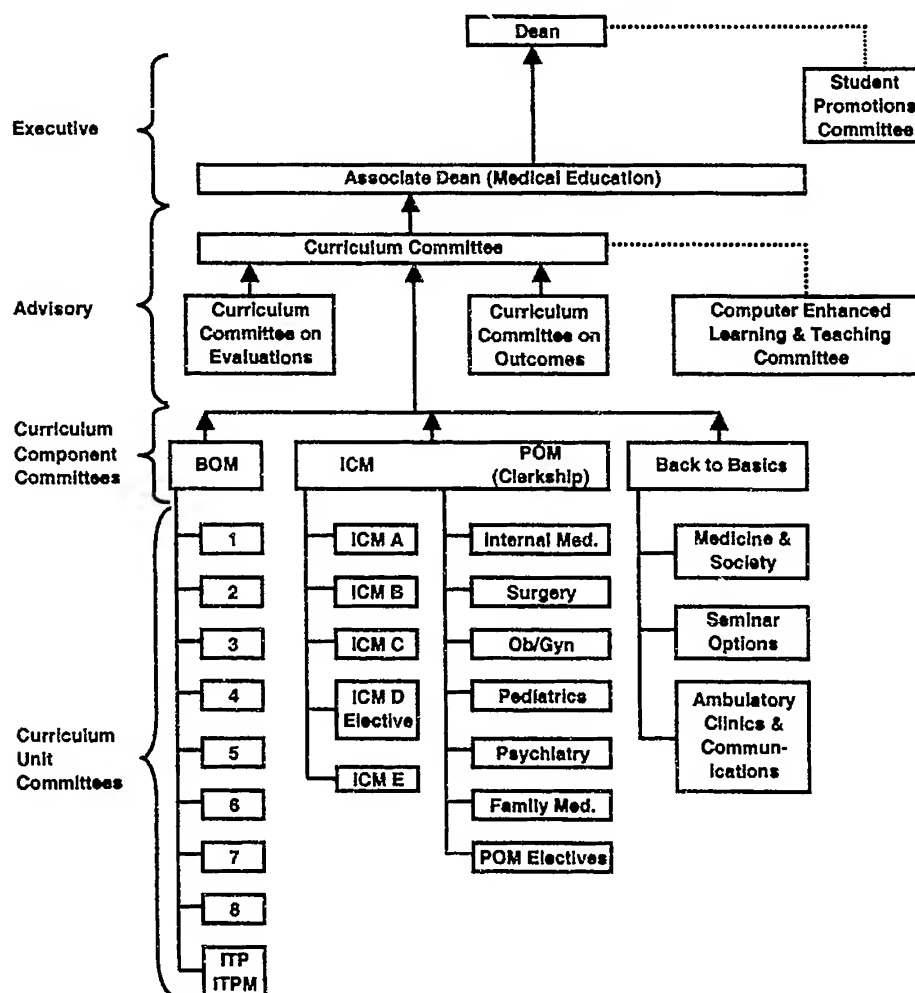 Dean
Student
Promotions
Committee
Executive
Associate Dean (Medical Education)
Curriculum Committee
Advisory
Curriculum
Committee on
Evaluations
Curriculum
Committee on
Outcomes
Computer Enhanced
Learning & Teaching
Committee
Curriculum
Component
Committees
BOM
ICM
POM
(Clerkship)
Back to Basics
Curriculum
Unit
Committees
1
2
3
4
5
6
7
8
ITP
ITPM
ICM A
ICM B
ICM C
ICM D
Elective
ICM E
Internal Med.
Surgery
Ob/Gyn
Pediatrics
Psychiatry
Family Med.
POM Electives
Medicine &
Society
Seminar
Options
Ambulatory
Clinics &
Commun-
ications